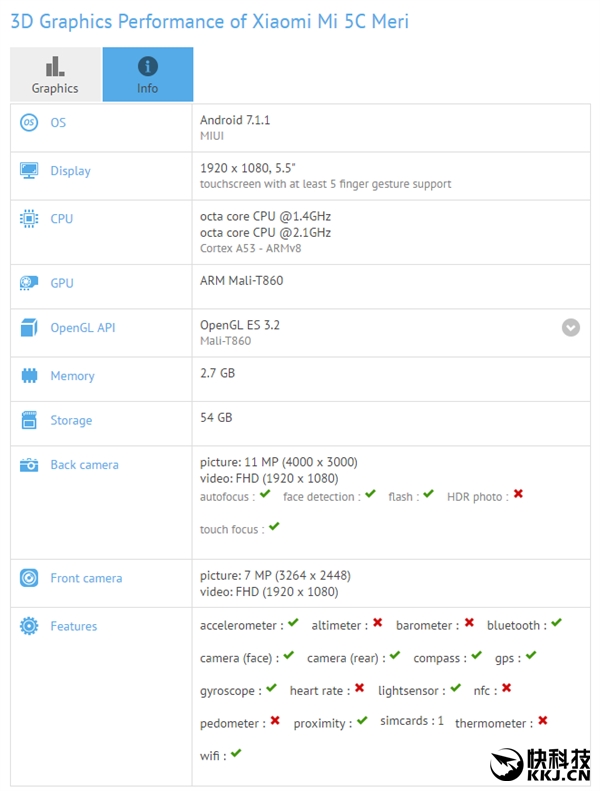 3D Graphics Performance of Xiaomi Mi 5C Meri
Graphics
Info
OS
OS
Android 7.1.1
MIUI
Display
1920 x 1080, 5.5"
touchscreen with at least 5 finger gesture support
CPU
octa core CPU @1.4GHz
octa core CPU @2.1GHz
Cortex A53 - ARMv8
GPU
ARM Mali-T860
OpenGL API
OpenGL ES 3.2
Mali-T860
Memory
2.7 GB
Storage
54 GB
Back camera
picture: 11 MP (4000 x 3000)
video: FHD (1920 x 1080)
autofocus : ✔ face detection : ✔ flash : ✔ HDR photo : ✖
touch focus : ✔
Front camera
picture: 7 MP (3264 x 2448)
video: FHD (1920 x 1080)
Features
accelerometer : ✔ altimeter : ✖ barometer : ✖ bluetooth : ✔
camera (face) : ✔ camera (rear) : ✔ compass : ✔ gps : ✔
gyroscope : ✔ heart rate : ✖ lightsensor : ✔ nfc : ✖
pedometer : ✖ proximity : ✔ simcards : 1 thermometer : ✖
wifi : ✔
快科技
KKJ.CN